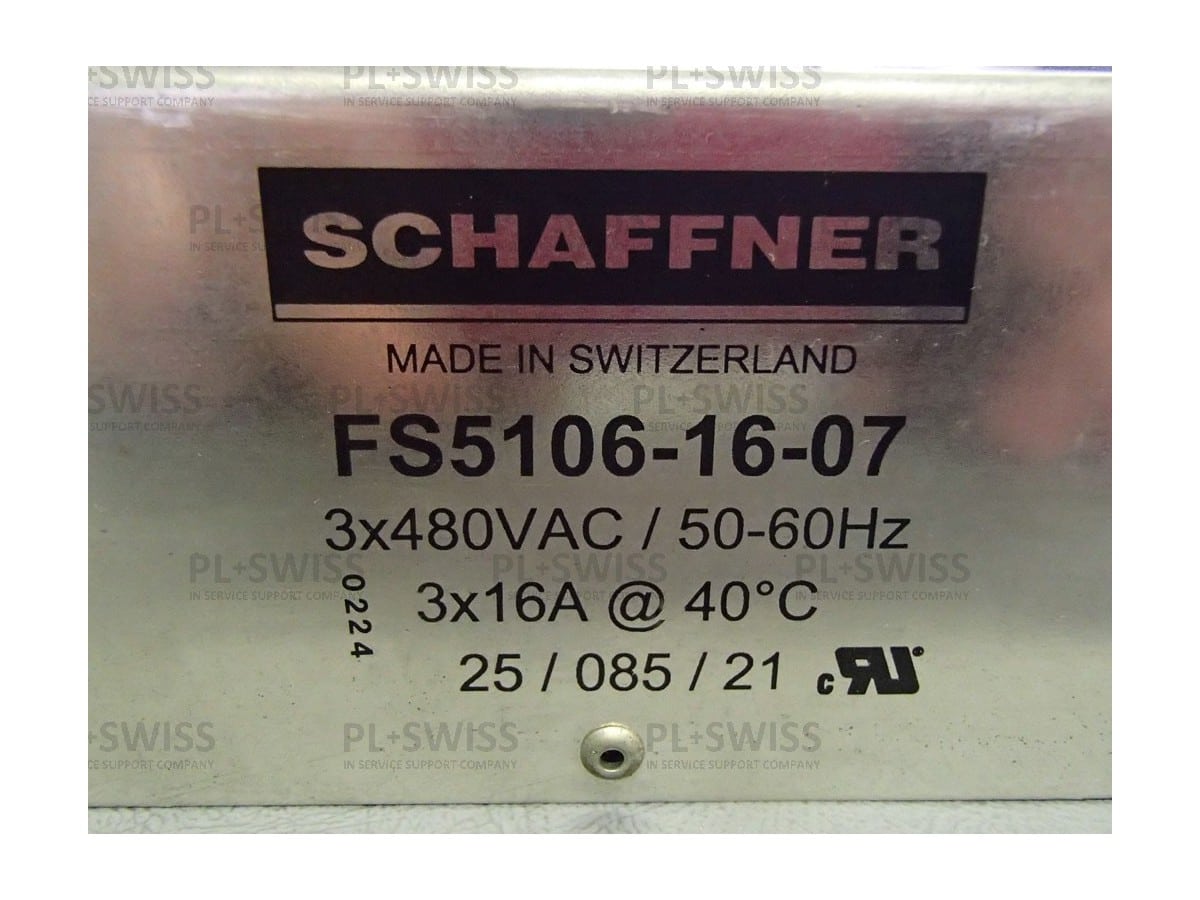 SCHAFFNER
MADE IN SWITZERLAND
FS5106-16-07
3x480VAC / 50-60Hz
3x16A @ 40°C
0224
25 / 085 / 21 cRU
PL+SWISS
IN SERVICE SUPPORT COMPANY